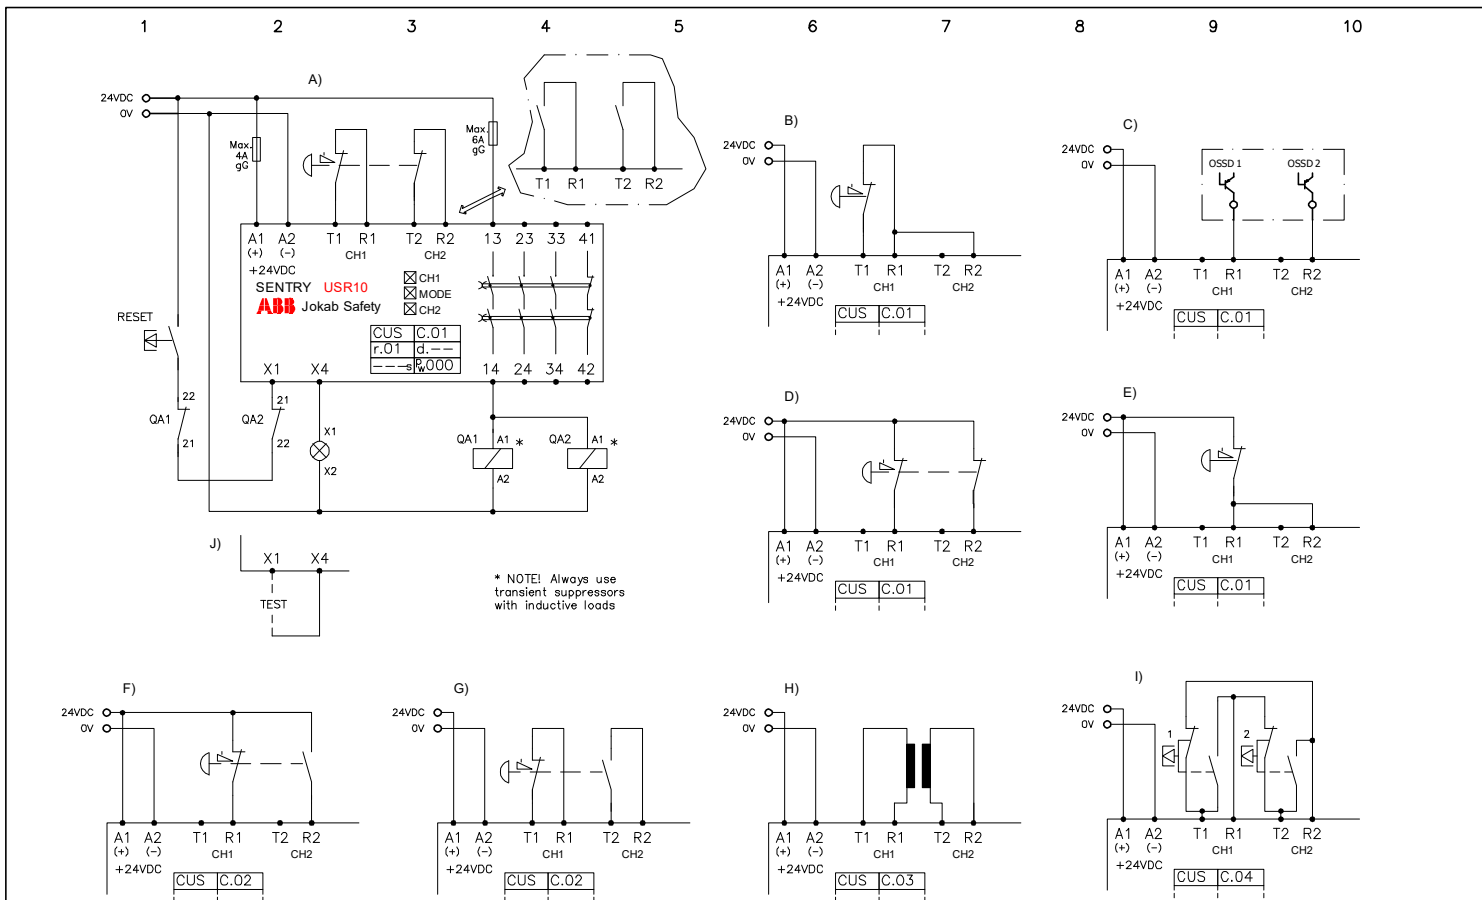 1 2 3 4 5 6 7 8 9 10
A)
24VDC
0V
Max.
4A
gG
Max.
6A
gG
T1 R1 T2 R2
A1 A2 T1 R1 T2 R2 13 23 33 41
(+) (-) CH1 CH2
+24VDC
SENTRY USR10
ABB Jokab Safety
CH1
MODE
CH2
CUS C.01
r.01 d.--
---s 000
RESET
X1 X4 14 24 34 42
22
QA1
21
21
QA2
22
X1
X2
QA1 A1 *
A2
QA2 A1 *
A2
J)
X1 X4
TEST
* NOTE! Always use
transient suppressors
with inductive loads
B)
24VDC
0V
A1 A2 T1 R1 T2 R2
(+) (-) CH1 CH2
+24VDC
CUS C.01
C)
24VDC
0V
OSSD 1 OSSD 2
A1 A2 T1 R1 T2 R2
(+) (-) CH1 CH2
+24VDC
CUS C.01
D)
24VDC
0V
A1 A2 T1 R1 T2 R2
(+) (-) CH1 CH2
+24VDC
CUS C.01
E)
24VDC
0V
A1 A2 T1 R1 T2 R2
(+) (-) CH1 CH2
+24VDC
CUS C.01
F)
24VDC
0V
A1 A2 T1 R1 T2 R2
(+) (-) CH1 CH2
+24VDC
CUS C.02
G)
24VDC
0V
A1 A2 T1 R1 T2 R2
(+) (-) CH1 CH2
+24VDC
CUS C.02
H)
24VDC
0V
A1 A2 T1 R1 T2 R2
(+) (-) CH1 CH2
+24VDC
CUS C.03
I)
24VDC
0V
1 2
A1 A2 T1 R1 T2 R2
(+) (-) CH1 CH2
+24VDC
CUS C.04